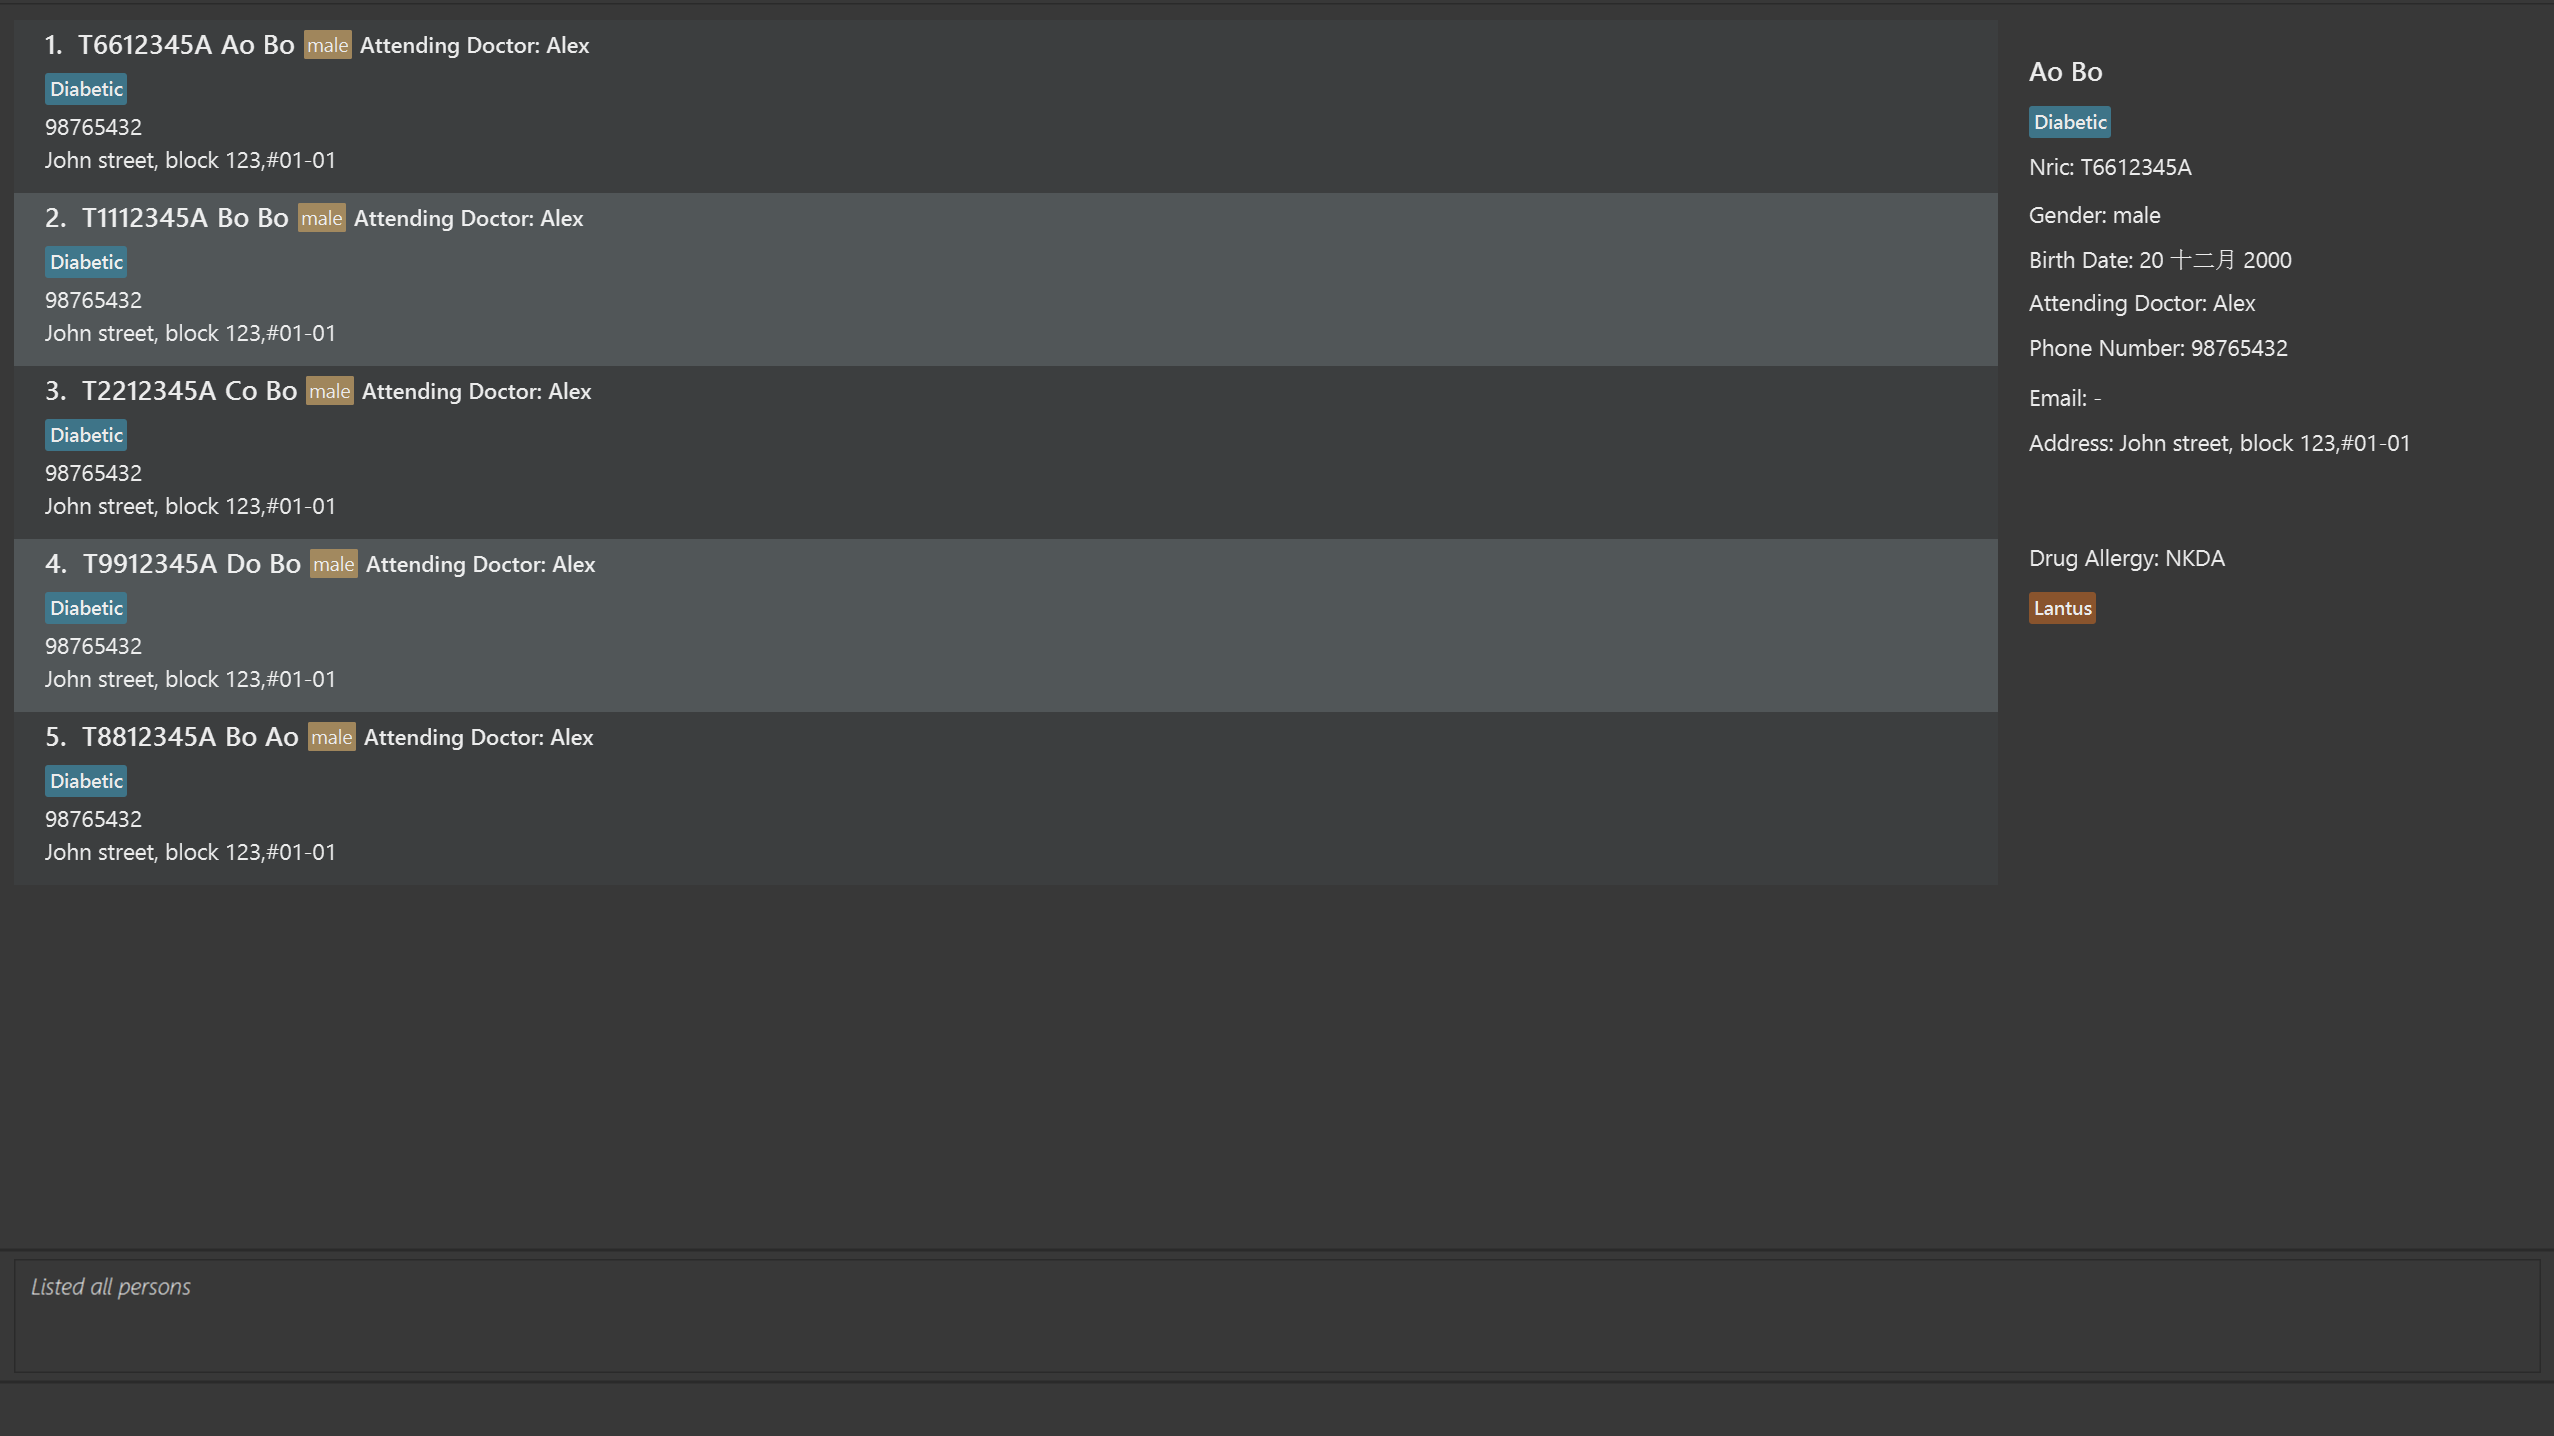 1. T6612345A Ao Bo male Attending Doctor: Alex
Diabetic
98765432
John street, block 123,#01-01
2. T1112345A Bo Bo male Attending Doctor: Alex
Diabetic
98765432
John street, block 123,#01-01
3. T2212345A Co Bo male Attending Doctor: Alex
Diabetic
98765432
John street, block 123,#01-01
4. T9912345A Do Bo male Attending Doctor: Alex
Diabetic
98765432
John street, block 123,#01-01
5. T8812345A Bo Ao male Attending Doctor: Alex
Diabetic
98765432
John street, block 123,#01-01
Ao Bo
Diabetic
Nric: T6612345A
Gender: male
Birth Date: 20 十二月 2000
Attending Doctor: Alex
Phone Number: 98765432
Email: -
Address: John street, block 123,#01-01
Drug Allergy: NKDA
Lantus
Listed all persons